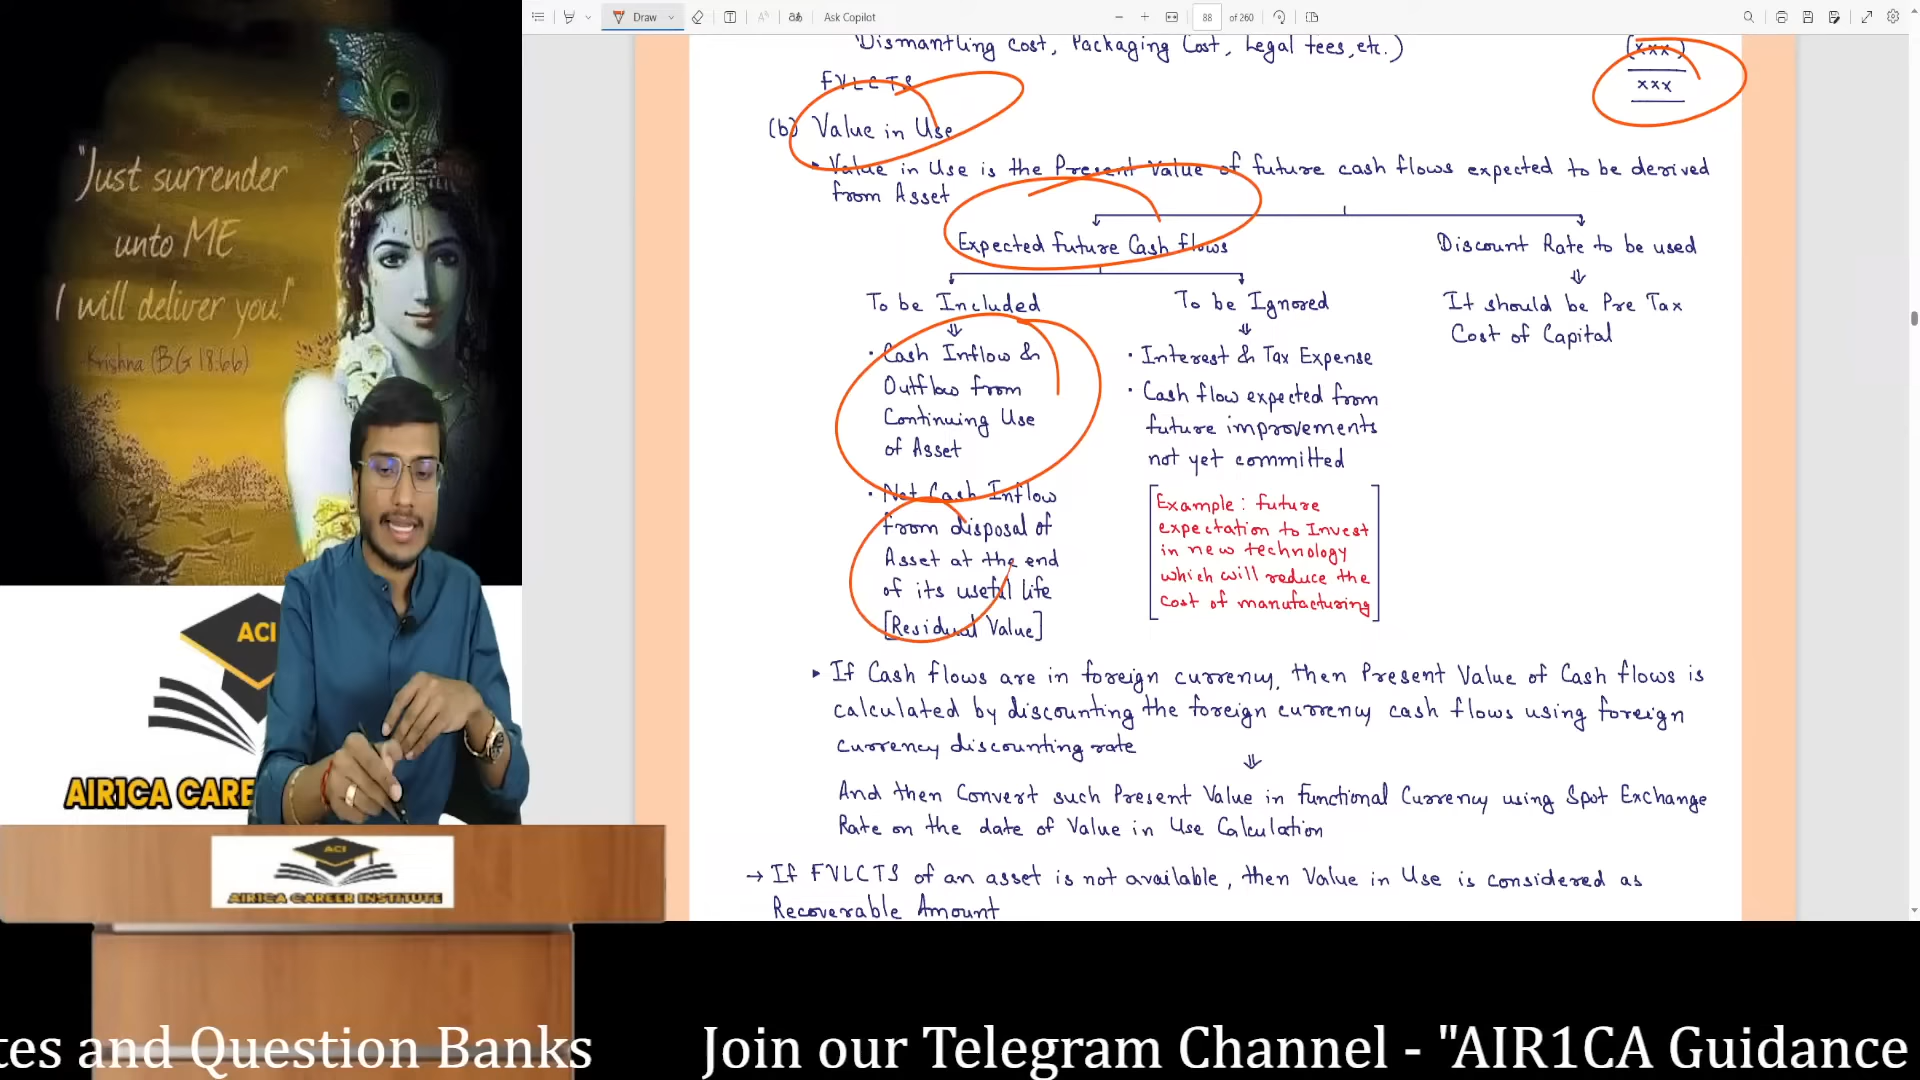 Draw
Ask Copilot
88
of 260
Dismantling cost, Packaging Cost, Legal fees, etc.)
(xxx)
FVLCTS
xxx
(b) Value in Use
Value in Use is the Present Value of future cash flows expected to be derived
from Asset
Expected future Cash flows
Discount Rate to be used
To be Included
To be Ignored
It should be Pre Tax
Cost of Capital
• Cash Inflow &
Outflow from
Continuing Use
of Asset
• Interest & Tax Expense
• Cash flow expected from
future improvements
not yet committed
• Net Cash Inflow
from disposal of
Asset at the end
of its useful life
[Residual Value]
Example: future
expectation to Invest
in new technology
which will reduce the
cost of manufacturing
If Cash flows are in foreign currency, then Present Value of Cash flows is
calculated by discounting the foreign currency cash flows using foreign
currency discounting rate
And then Convert such Present Value in functional Currency using Spot Exchange
Rate on the date of Value in Use Calculation
→ If FVLCTS of an asset is not available, then Value in Use is considered as
Recoverable Amount
"Just surrender
unto ME
I will deliver you!"
- Krishna (B.G 18.66)
ACI
AIR1CA CARE
ACI
AIR1CA CAREER INSTITUTE
tes and Question Banks
Join our Telegram Channel - "AIR1CA Guidance